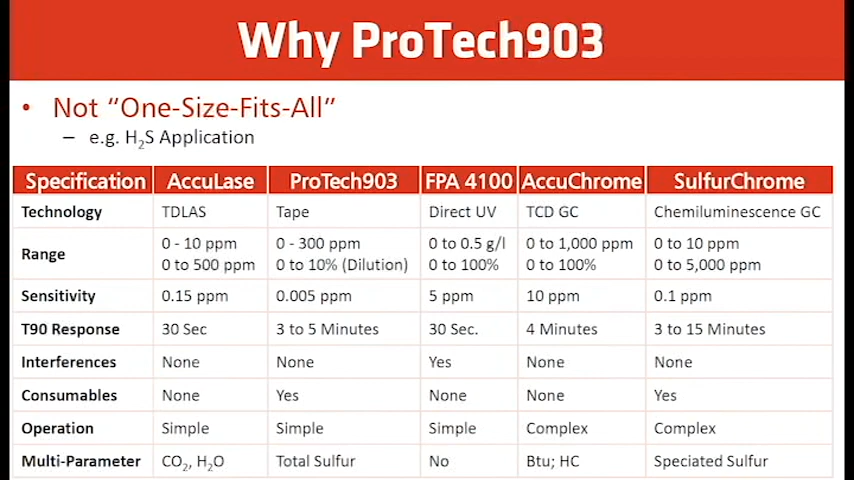 Why ProTech903
• Not “One-Size-Fits-All”
– e.g. H₂S Application
Specification AccuLase ProTech903 FPA 4100 AccuChrome SulfurChrome
Technology TDLAS Tape Direct UV TCD GC Chemiluminescence GC
Range 0 - 10 ppm 0 - 300 ppm 0 to 0.5 g/l 0 to 1,000 ppm 0 to 10 ppm
0 to 500 ppm 0 to 10% (Dilution) 0 to 100% 0 to 100% 0 to 5,000 ppm
Sensitivity 0.15 ppm 0.005 ppm 5 ppm 10 ppm 0.1 ppm
T90 Response 30 Sec 3 to 5 Minutes 30 Sec. 4 Minutes 3 to 15 Minutes
Interferences None None Yes None None
Consumables None Yes None None Yes
Operation Simple Simple Simple Complex Complex
Multi-Parameter CO₂, H₂O Total Sulfur No Btu; HC Speciated Sulfur